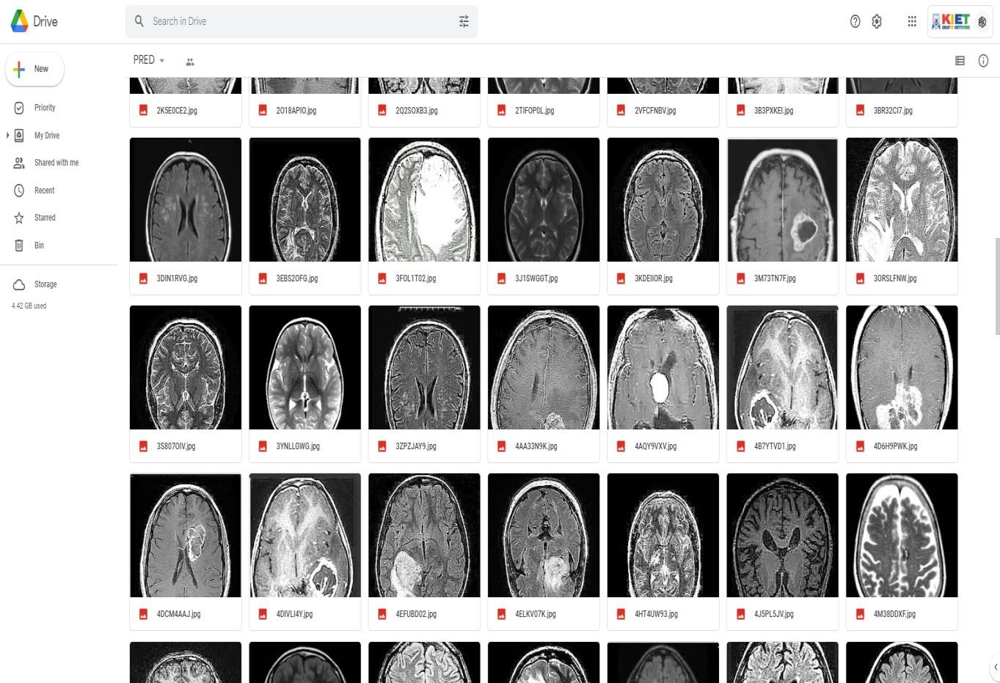 Drive
Search in Drive
KIET
GROUP OF INSTITUTIONS
New
PRED
Priority
My Drive
Shared with me
Recent
Starred
Bin
Storage
4.42 GB used
2K5E0CE2.jpg
2O18APIO.jpg
2Q2SOXB3.jpg
2TIFOP0L.jpg
2VFCFNBV.jpg
3B3PXKEI.jpg
3BR32CI7.jpg
3DIN1RVG.jpg
3EBS2OFG.jpg
3FOL1T02.jpg
3J1SWGGT.jpg
3KDEIIOR.jpg
3M73TN7F.jpg
3ORSLFNW.jpg
3S807OIV.jpg
3YNLLGWG.jpg
3ZPZJAY9.jpg
4AA33N9K.jpg
4AQY9VXV.jpg
4B7YTVD1.jpg
4D6H9PWK.jpg
4DCM4AAJ.jpg
4DIVLI4Y.jpg
4EFUBD02.jpg
4ELKV07K.jpg
4HT4UW93.jpg
4J5PL5JV.jpg
4M38DDXF.jpg